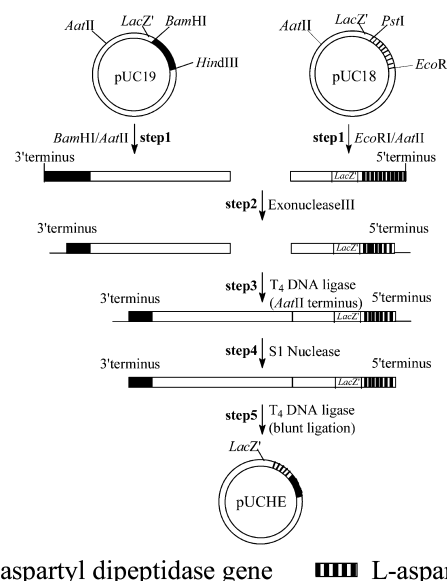 LacZ' BamHI
AatII
HindIII
pUC19
LacZ' PstI
AatII
EcoR
pUC18
BamHI/AatII step1
step1 EcoRI/AatII
3'terminus
5'terminus
LacZ'
step2 ExonucleaseIII
3'terminus
5'terminus
LacZ'
step3 T4 DNA ligase
(AatII terminus)
3'terminus
5'terminus
LacZ'
step4 S1 Nuclease
3'terminus
5'terminus
LacZ'
step5 T4 DNA ligase
(blunt ligation)
LacZ'
pUCHE
aspartyl dipeptidase gene L-aspar